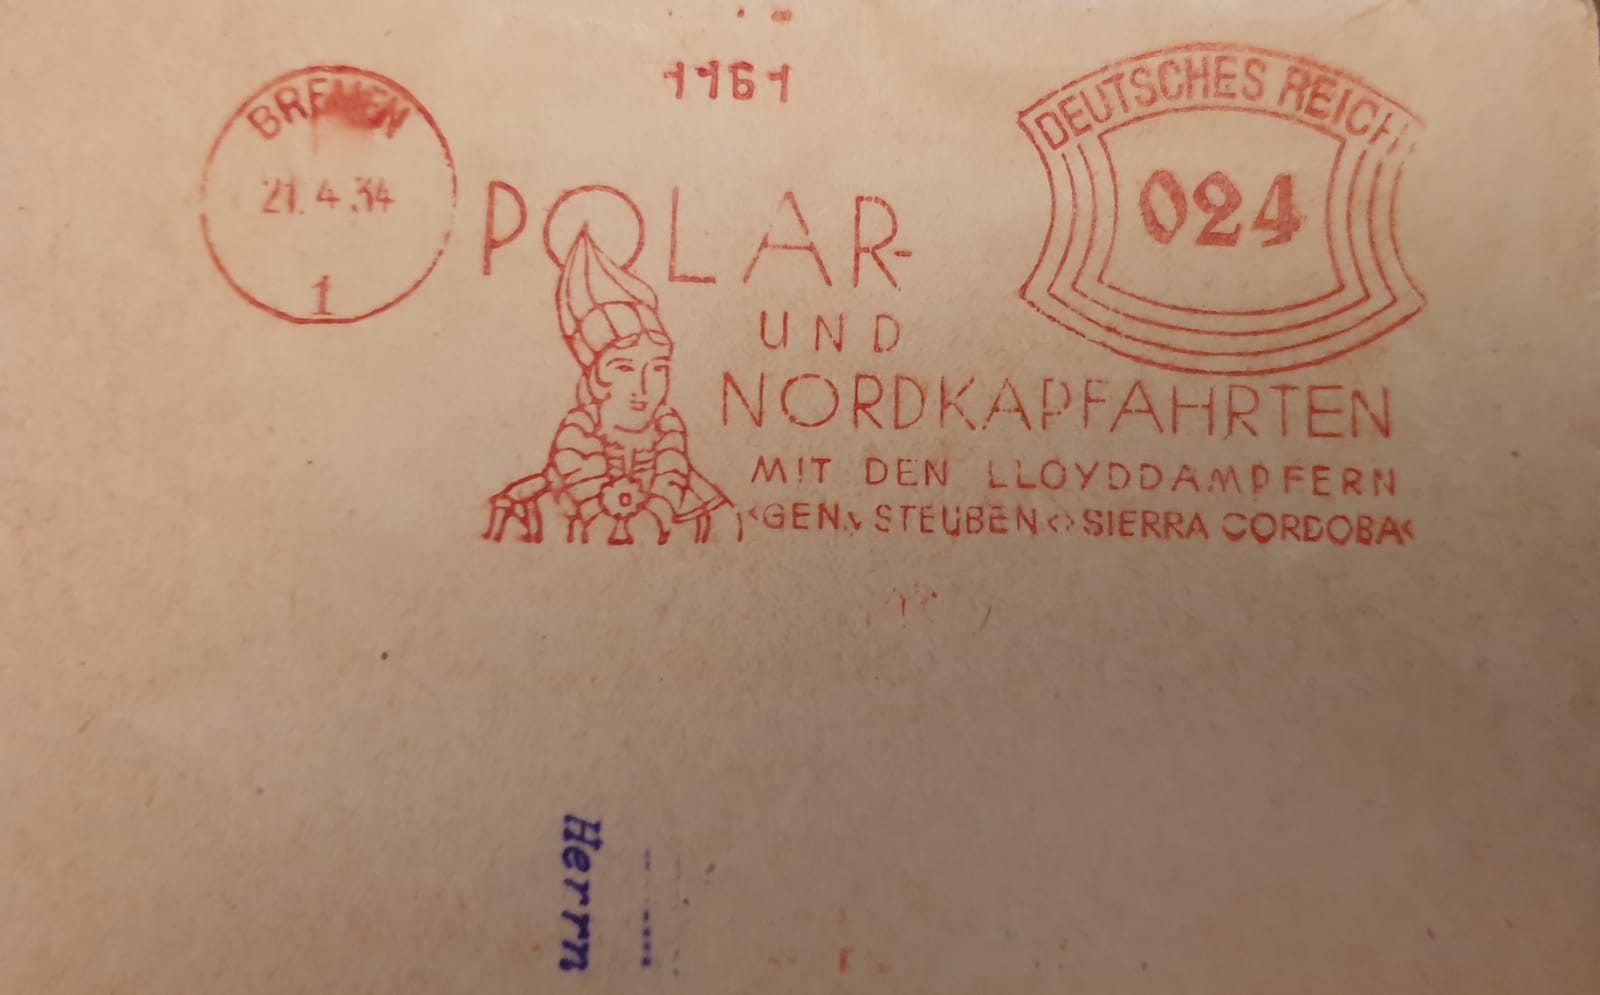 1161
BREMEN
21.4.34
1
DEUTSCHES REICH
024
POLAR-
UND
NORDKAPFAHRTEN
MIT DEN LLOYDDAMPFERN
‹GEN.v. STEUBEN‹›SIERRA CORDOBA‹
Herrn